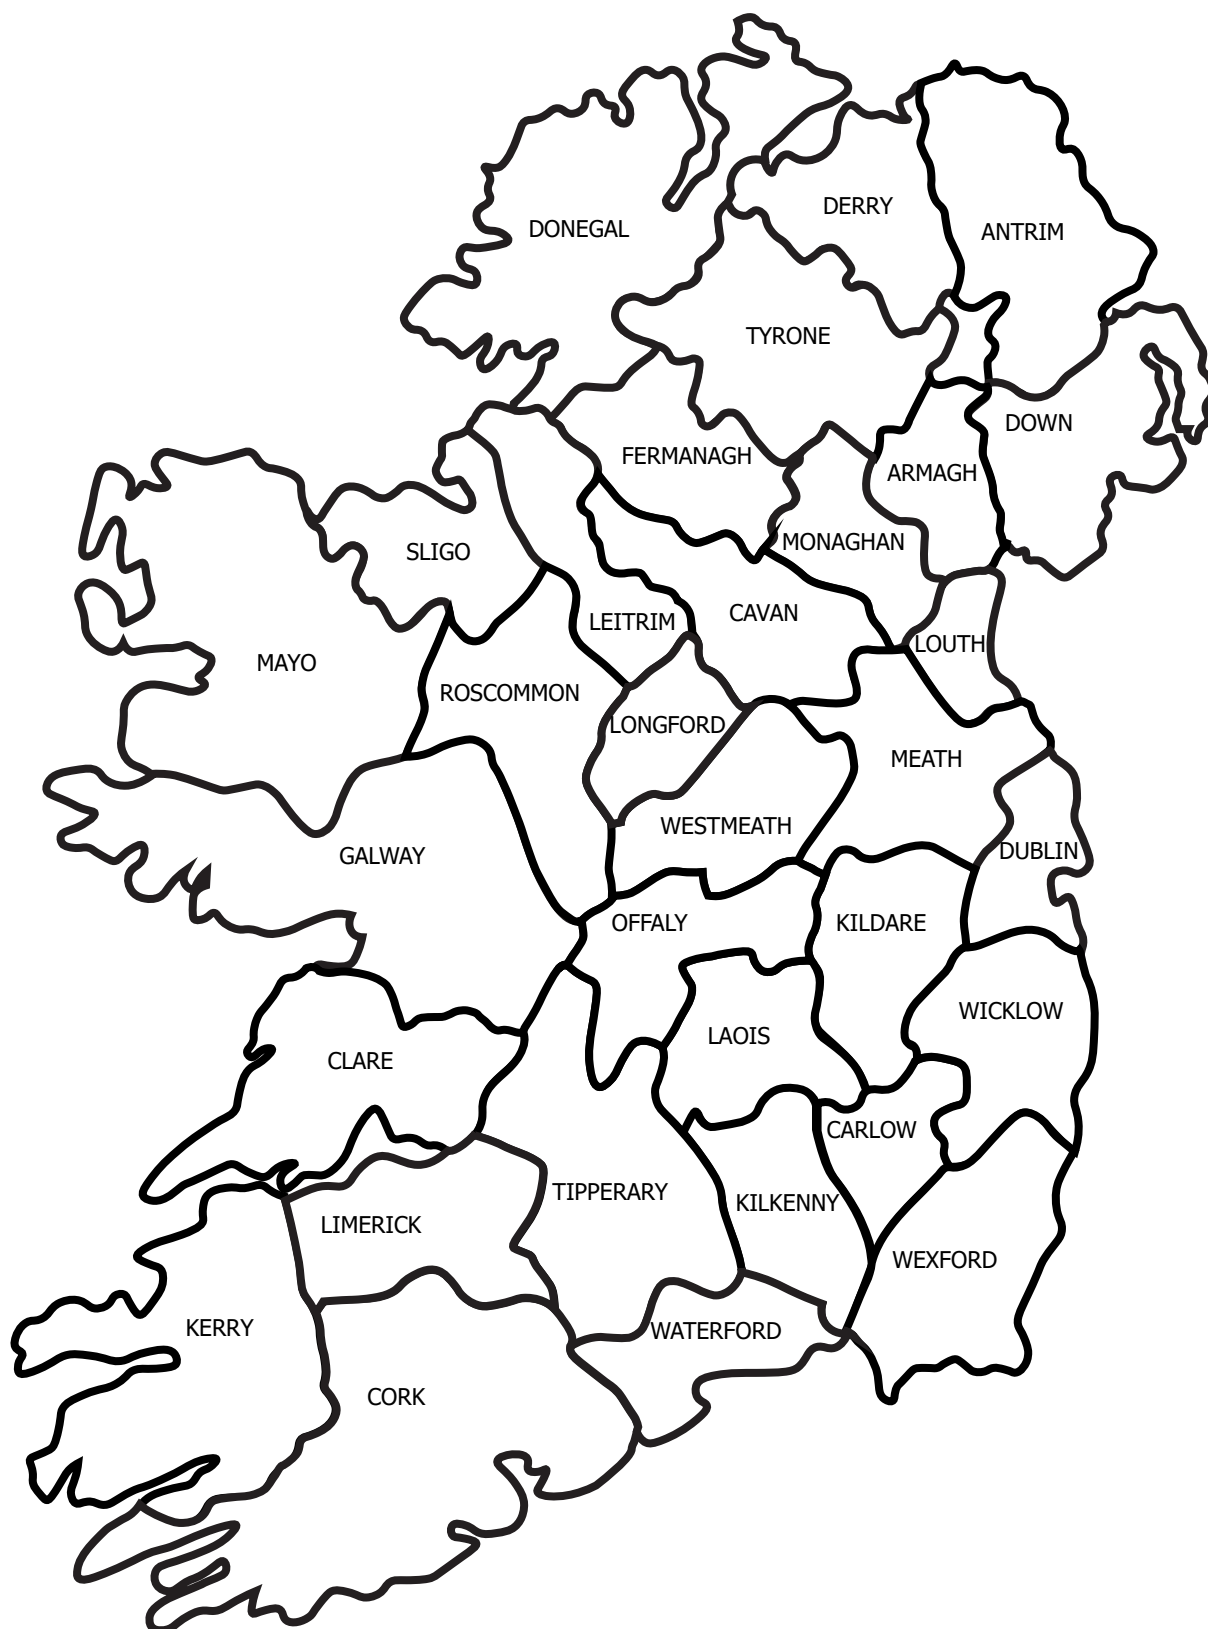 DONEGAL
DERRY
ANTRIM
TYRONE
DOWN
FERMANAGH
ARMAGH
MONAGHAN
SLIGO
CAVAN
LEITRIM
LOUTH
MAYO
ROSCOMMON
LONGFORD
MEATH
WESTMEATH
DUBLIN
GALWAY
OFFALY
KILDARE
WICKLOW
LAOIS
CLARE
CARLOW
TIPPERARY
KILKENNY
LIMERICK
WEXFORD
KERRY
WATERFORD
CORK